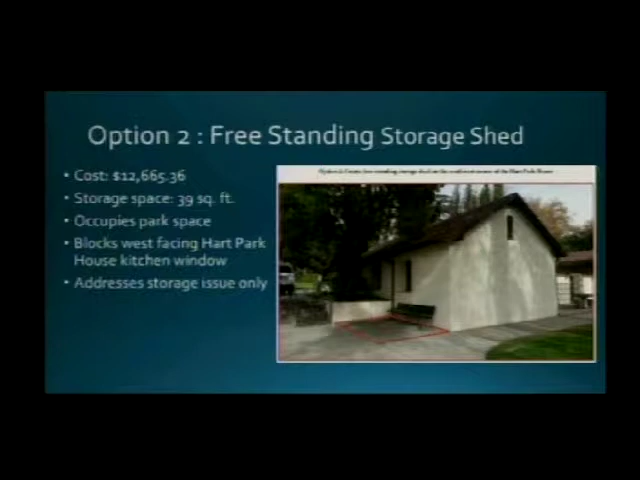 Option 2 : Free Standing Storage Shed
• Cost: $12,665.36
• Storage space: 39 sq. ft.
• Occupies park space
• Blocks west facing Hart Park
House kitchen window
• Addresses storage issue only